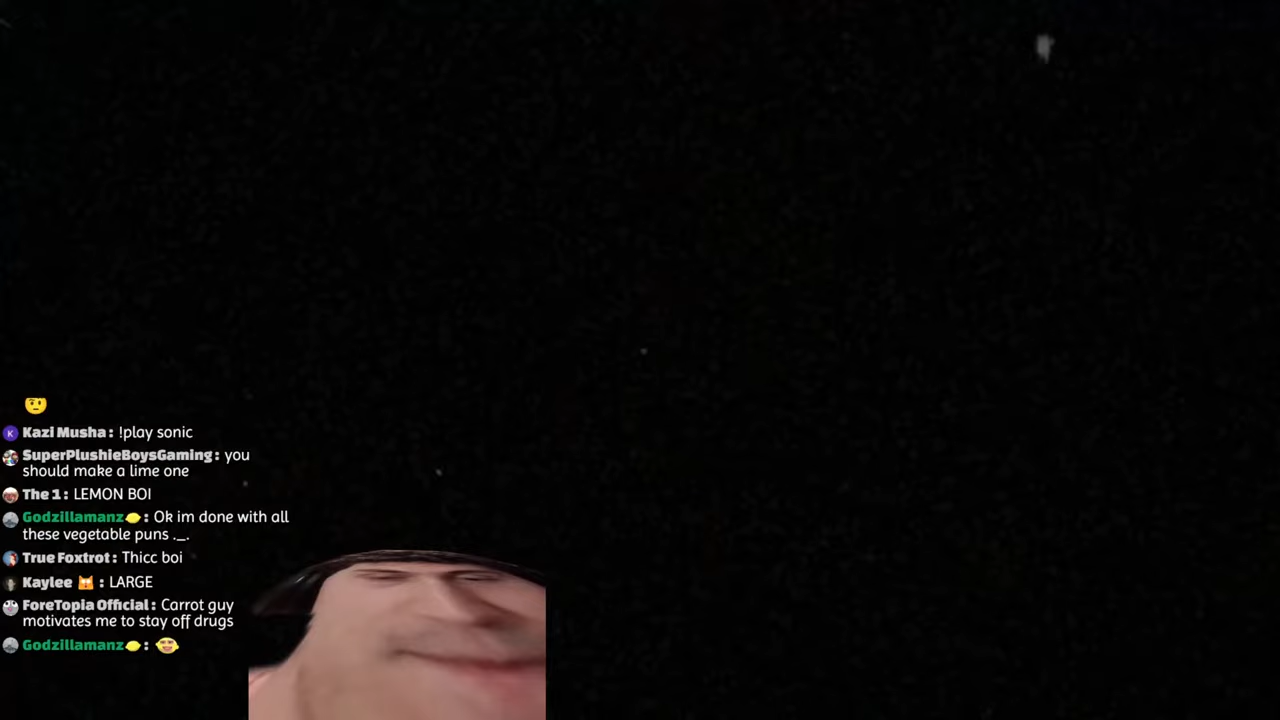 Kazi Musha : !play sonic
SuperPlushieBoysGaming : you
should make a lime one
The 1 : LEMON BOI
Godzillamanz : Ok im done with all
these vegetable puns ._.
True Foxtrot : Thicc boi
Kaylee : LARGE
ForeTopia Official : Carrot guy
motivates me to stay off drugs
Godzillamanz :